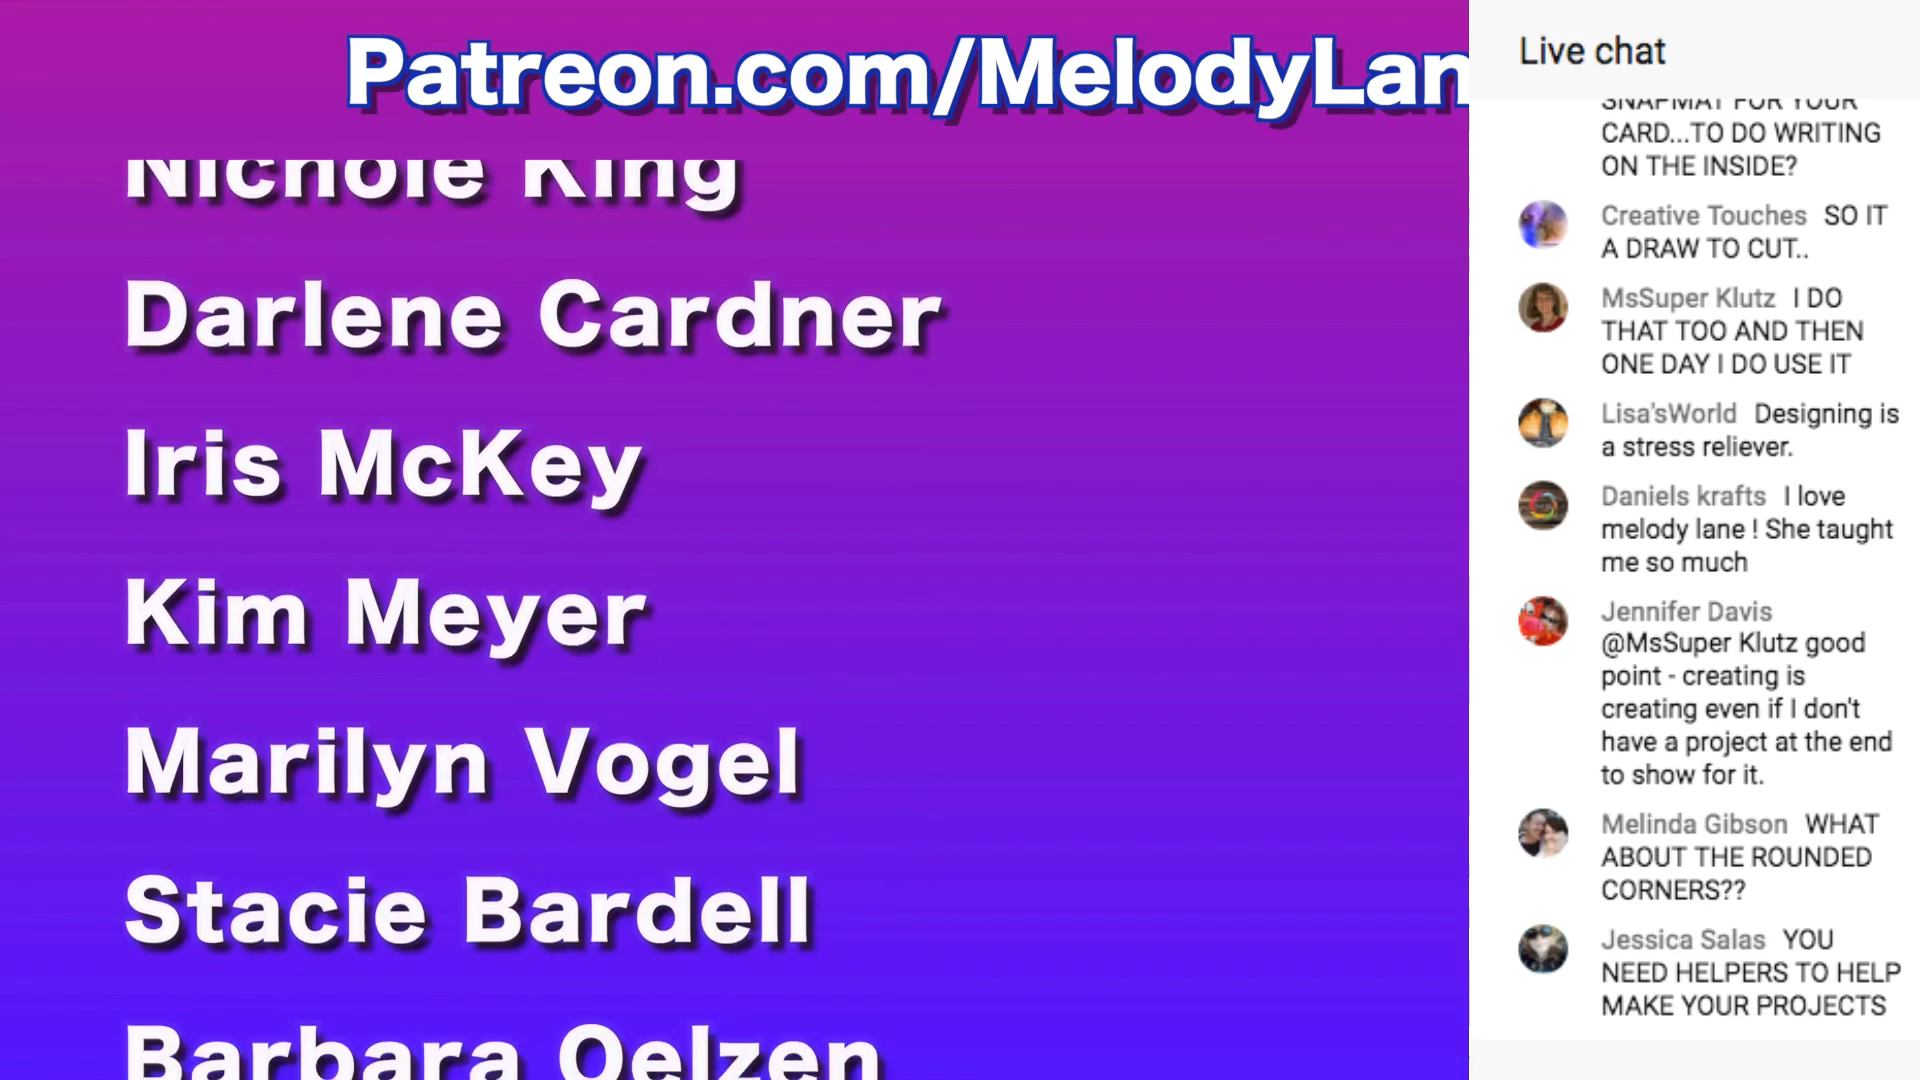 Patreon.com/MelodyLan
Nichole King
Darlene Cardner
Iris McKey
Kim Meyer
Marilyn Vogel
Stacie Bardell
Barbara Oelzen
Live chat
SNAPMAT FOR YOUR
CARD...TO DO WRITING
ON THE INSIDE?
Creative Touches SO IT
A DRAW TO CUT..
MsSuper Klutz I DO
THAT TOO AND THEN
ONE DAY I DO USE IT
Lisa'sWorld Designing is
a stress reliever.
Daniels krafts I love
melody lane ! She taught
me so much
Jennifer Davis
@MsSuper Klutz good
point - creating is
creating even if I don't
have a project at the end
to show for it.
Melinda Gibson WHAT
ABOUT THE ROUNDED
CORNERS??
Jessica Salas YOU
NEED HELPERS TO HELP
MAKE YOUR PROJECTS